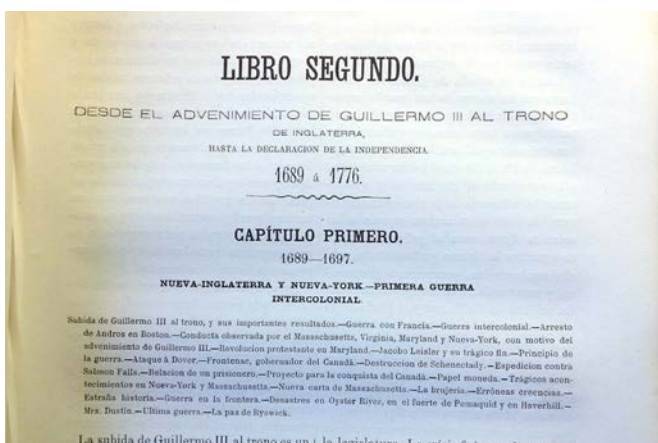 LIBRO SEGUNDO.
DESDE EL ADVENIMIENTO DE GUILLERMO III AL TRONO
DE INGLATERRA,
HASTA LA DECLARACION DE LA INDEPENDENCIA.
1689 á 1776.
CAPÍTULO PRIMERO.
1689—1697.
NUEVA-INGLATERRA Y NUEVA-YORK.—PRIMERA GUERRA
INTERCOLONIAL.
Subida de Guillermo III al trono, y sus importantes resultados.—Guerra con Francia.—Guerra intercolonial.—Arresto
de Andros en Boston.—Conducta observada por el Massachusetts, Virginia, Maryland y Nueva-York, con motivo del
advenimiento de Guillermo III.—Revolucion protestante en Maryland.—Jacobo Leisler y su trágico fin.—Principio de
la guerra.—Ataque á Dover.—Frontenac, gobernador del Canadá.—Destruccion de Schenectady.—Espedicion contra
Salmon Falls.—Relacion de un prisionero.—Proyecto para la conquista del Canadá.—Papel moneda.—Trágicos acon-
tecimientos en Nueva-York y Massachusetts.—Nueva carta de Massachusetts.—La brujería.—Erróneas creencias.—
Estraña historia.—Guerra en la frontera.—Desastres en Oyster River, en el fuerte de Pemaquid y en Haverhill.—
Mrs. Dustin.—Ultima guerra.—La paz de Ryswick.
La subida de Guillermo III al trono es un la legislatura.